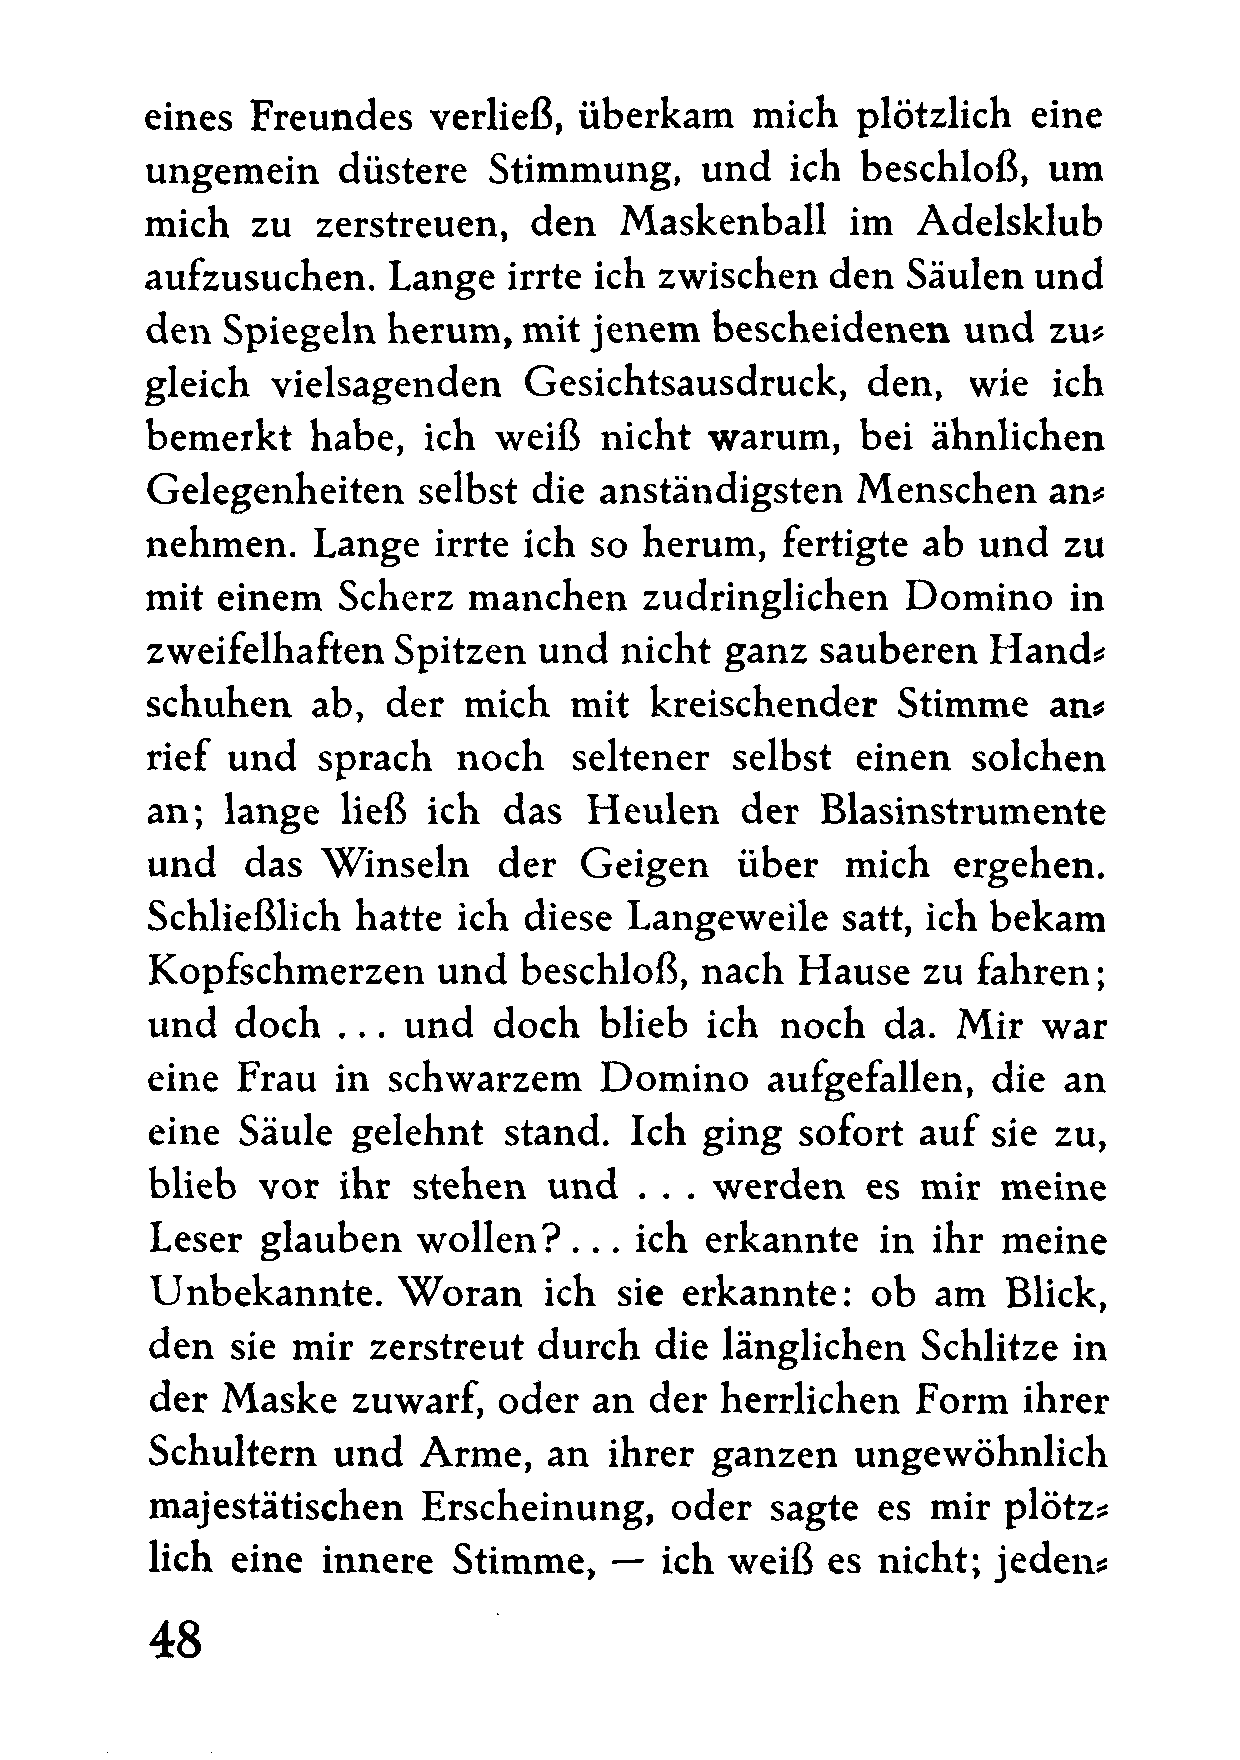 eines Freundes verließ, überkam mich plötzlich eine
ungemein düstere Stimmung, und ich beschloß, um
mich zu zerstreuen, den Maskenball im Adelsklub
aufzusuchen. Lange irrte ich zwischen den Säulen und
den Spiegeln herum, mit jenem bescheidenen und zu⸗
gleich vielsagenden Gesichtsausdruck, den, wie ich
bemerkt habe, ich weiß nicht warum, bei ähnlichen
Gelegenheiten selbst die anständigsten Menschen an⸗
nehmen. Lange irrte ich so herum, fertigte ab und zu
mit einem Scherz manchen zudringlichen Domino in
zweifelhaften Spitzen und nicht ganz sauberen Hand⸗
schuhen ab, der mich mit kreischender Stimme an⸗
rief und sprach noch seltener selbst einen solchen
an; lange ließ ich das Heulen der Blasinstrumente
und das Winseln der Geigen über mich ergehen.
Schließlich hatte ich diese Langeweile satt, ich bekam
Kopfschmerzen und beschloß, nach Hause zu fahren;
und doch ... und doch blieb ich noch da. Mir war
eine Frau in schwarzem Domino aufgefallen, die an
eine Säule gelehnt stand. Ich ging sofort auf sie zu,
blieb vor ihr stehen und ... werden es mir meine
Leser glauben wollen? ... ich erkannte in ihr meine
Unbekannte. Woran ich sie erkannte: ob am Blick,
den sie mir zerstreut durch die länglichen Schlitze in
der Maske zuwarf, oder an der herrlichen Form ihrer
Schultern und Arme, an ihrer ganzen ungewöhnlich
majestätischen Erscheinung, oder sagte es mir plötz⸗
lich eine innere Stimme, — ich weiß es nicht; jeden⸗
48